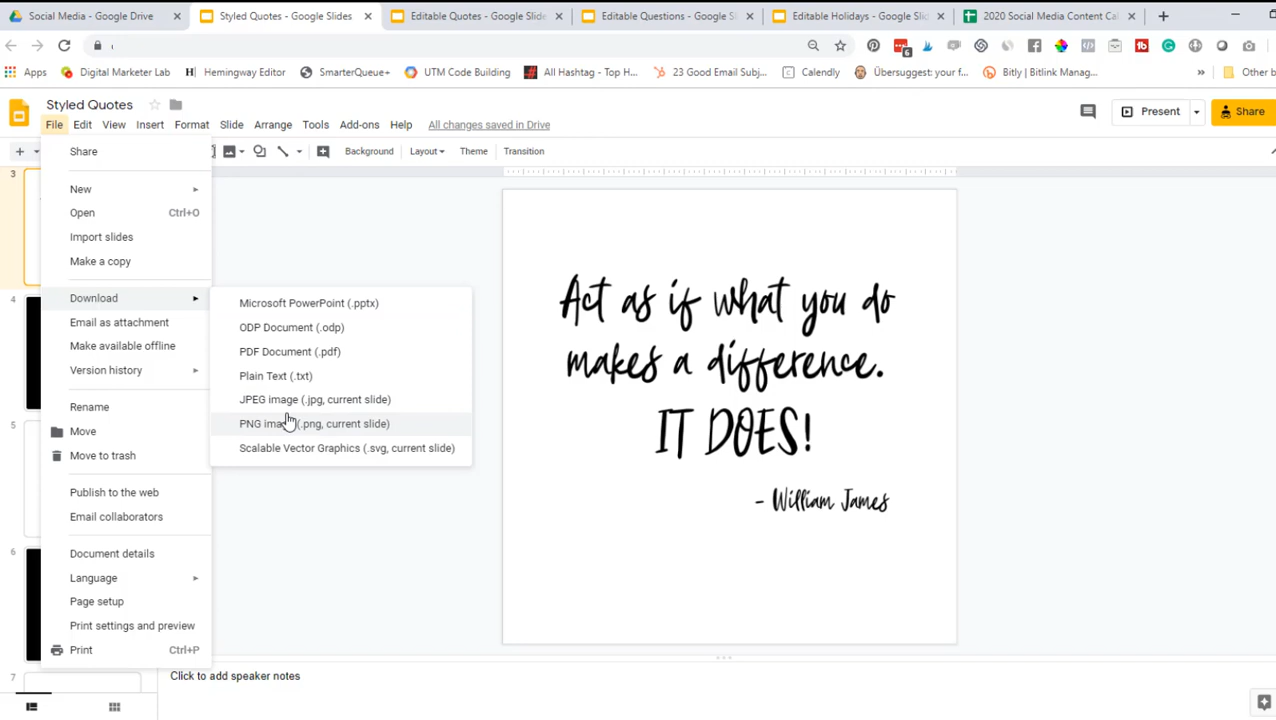 Social Media - Google Drive
Styled Quotes - Google Slides
Editable Quotes - Google Slide
Editable Questions - Google Sl
Editable Holidays - Google Slid
2020 Social Media Content Cal
6
Apps
Digital Marketer Lab
Hemingway Editor
SmarterQueue+
UTM Code Building
All Hashtag - Top H...
23 Good Email Subj...
Calendly
Übersuggest: your f...
Bitly | Bitlink Manag...
»
Other b
Styled Quotes
File Edit View Insert Format Slide Arrange Tools Add-ons Help All changes saved in Drive
Present
Share
Background Layout Theme Transition
Share
New
Open Ctrl+O
Import slides
Make a copy
Download
Email as attachment
Make available offline
Version history
Rename
Move
Move to trash
Publish to the web
Email collaborators
Document details
Language
Page setup
Print settings and preview
Print Ctrl+P
Microsoft PowerPoint (.pptx)
ODP Document (.odp)
PDF Document (.pdf)
Plain Text (.txt)
JPEG image (.jpg, current slide)
PNG (.png, current slide)
Scalable Vector Graphics (.svg, current slide)
3
4
5
6
7
Act as if what you do
makes a difference.
IT DOES!
- William James
Click to add speaker notes